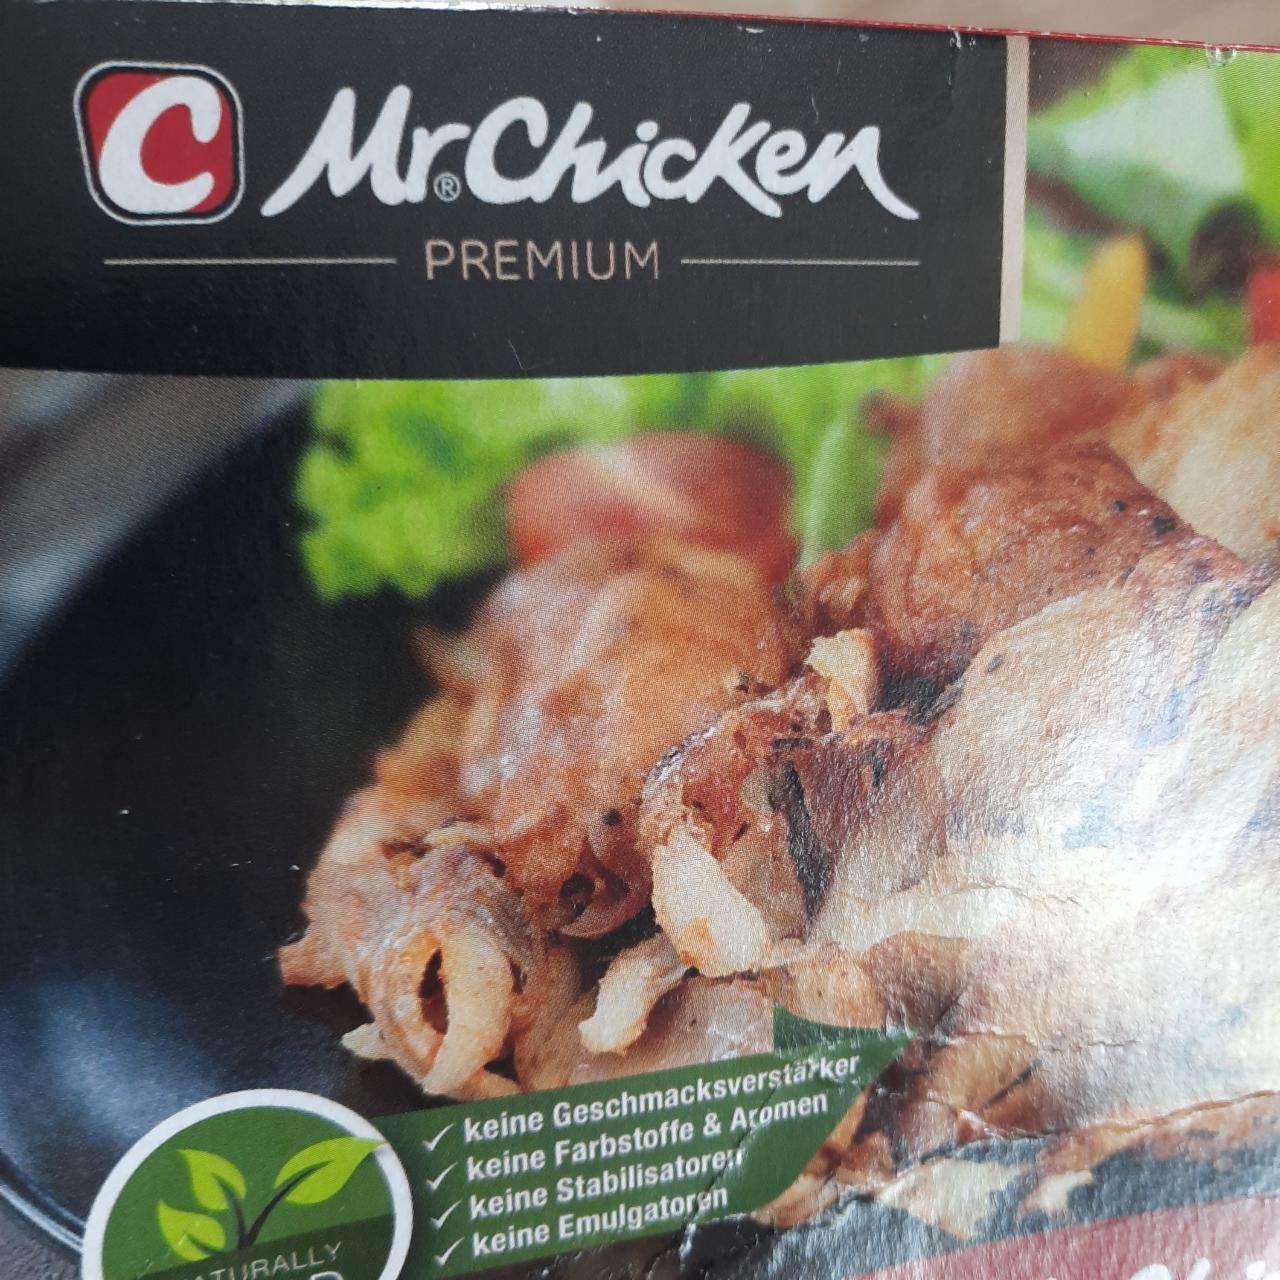 C Mr.Chicken®
PREMIUM
✓ keine Geschmacksverstärker
✓ keine Farbstoffe & Aromen
✓ keine Stabilisatoren
✓ keine Emulgatoren
NATURALLY